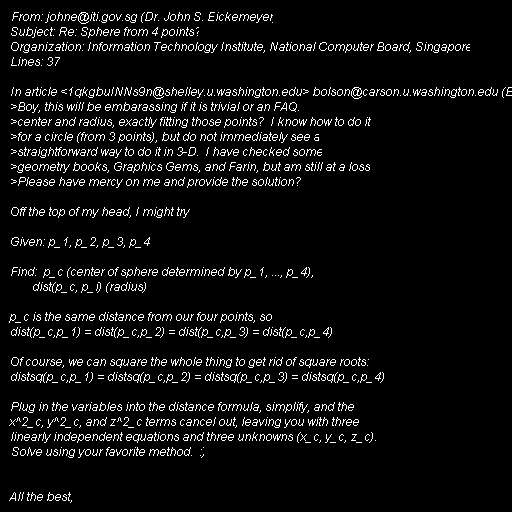 From: johne@iti.gov.sg (Dr. John S. Eickemeyer
Subject: Re: Sphere from 4 points?
Organization: Information Technology Institute, National Computer Board, Singapore
Lines: 37
In article <1qkgbuINNs9n@shelley.u.washington.edu> bolson@carson.u.washington.edu (E
>Boy, this will be embarassing if it is trivial or an FAQ.
>center and radius, exactly fitting those points?  I know how to do it
>for a circle (from 3 points), but do not immediately see a
>straightforward way to do it in 3-D.  I have checked some
>geometry books, Graphics Gems, and Farin, but am still at a loss
>Please have mercy on me and provide the solution?
Off the top of my head, I might try
Given: p_1, p_2, p_3, p_4
Find:  p_c (center of sphere determined by p_1, ..., p_4),
dist(p_c, p_i) (radius)
p_c is the same distance from our four points, so
dist(p_c,p_1) = dist(p_c,p_2) = dist(p_c,p_3) = dist(p_c,p_4)
Of course, we can square the whole thing to get rid of square roots:
distsq(p_c,p_1) = distsq(p_c,p_2) = distsq(p_c,p_3) = distsq(p_c,p_4)
Plug in the variables into the distance formula, simplify, and the
x^2_c, y^2_c, and z^2_c terms cancel out, leaving you with three
linearly independent equations and three unknowns (x_c, y_c, z_c).
Solve using your favorite method.
All the best,